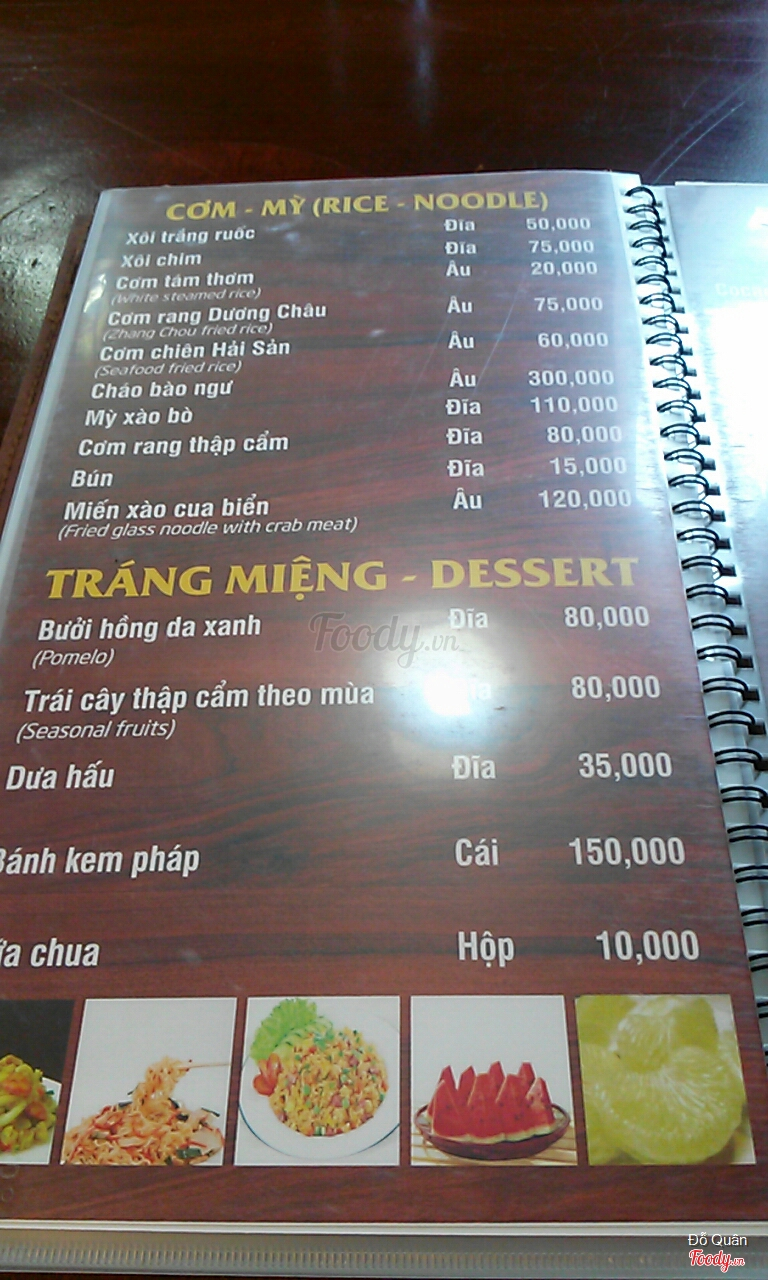 CƠM - MỲ (RICE - NOODLE)
Xôi trắng ruốc Đĩa 50,000
Xôi chim Đĩa 75,000
Cơm tám thơm Âu 20,000
(White steamed rice)
Cơm rang Dương Châu Âu 75,000
(Zhang Chou fried rice)
Cơm chiên Hải Sản Âu 60,000
(Seafood fried rice)
Cháo bào ngư Âu 300,000
Mỳ xào bò Đĩa 110,000
Cơm rang thập cẩm Đĩa 80,000
Bún Đĩa 15,000
Miến xào cua biển Âu 120,000
(Fried glass noodle with crab meat)
TRÁNG MIỆNG - DESSERT
Bưởi hồng da xanh Đĩa 80,000
(Pomelo)
Trái cây thập cẩm theo mùa 80,000
(Seasonal fruits)
Dưa hấu Đĩa 35,000
Bánh kem pháp Cái 150,000
chua Hộp 10,000
Foody.vn
Đỗ Quân
Foody.vn